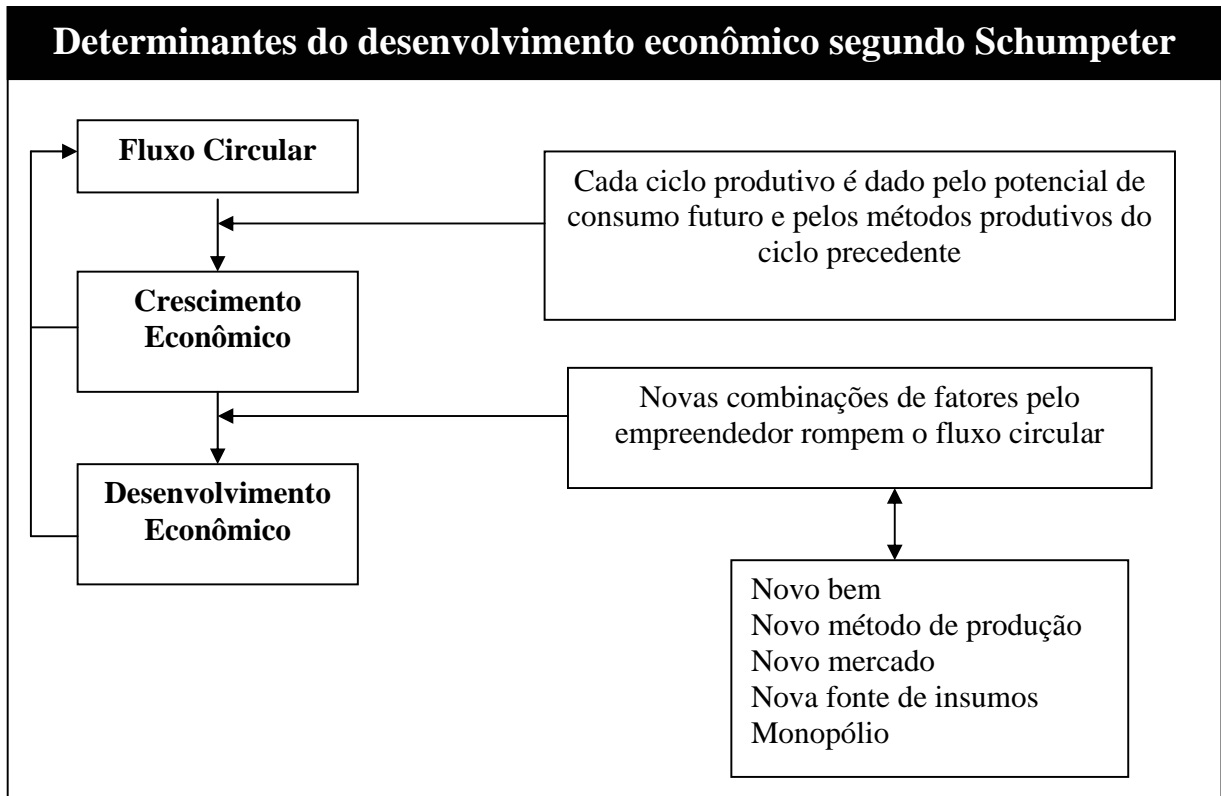 Determinantes do desenvolvimento econômico segundo Schumpeter
Fluxo Circular
Cada ciclo produtivo é dado pelo potencial de
consumo futuro e pelos métodos produtivos do
ciclo precedente
Crescimento
Econômico
Novas combinações de fatores pelo
empreendedor rompem o fluxo circular
Desenvolvimento
Econômico
Novo bem
Novo método de produção
Novo mercado
Nova fonte de insumos
Monopólio